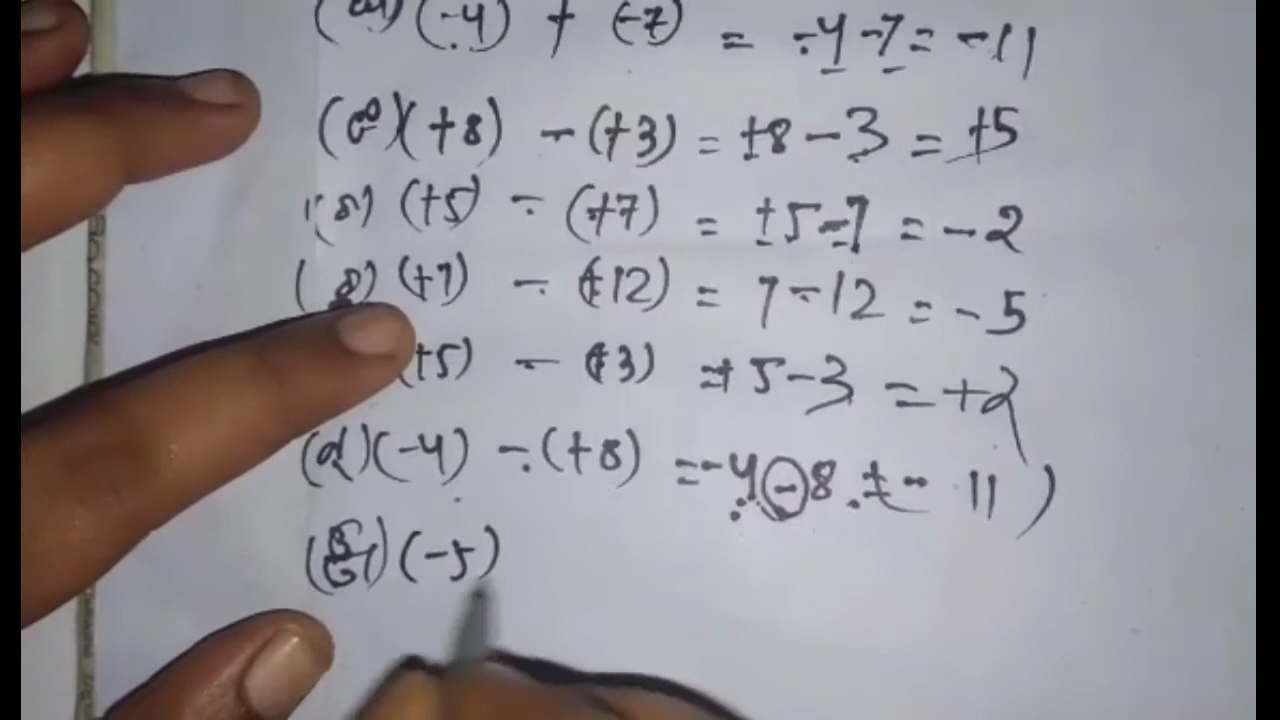 (-4) + (-7) = -4-7 = -11
(+8) - (+3) = +8 - 3 = +5
(+5) - (+7) = +5-7 = -2
(+7) - (+12) = 7-12 = -5
+5) - (+3) = +5-3 = +2
(-4) - (+8) = -4-8 = - 11)
(-5)